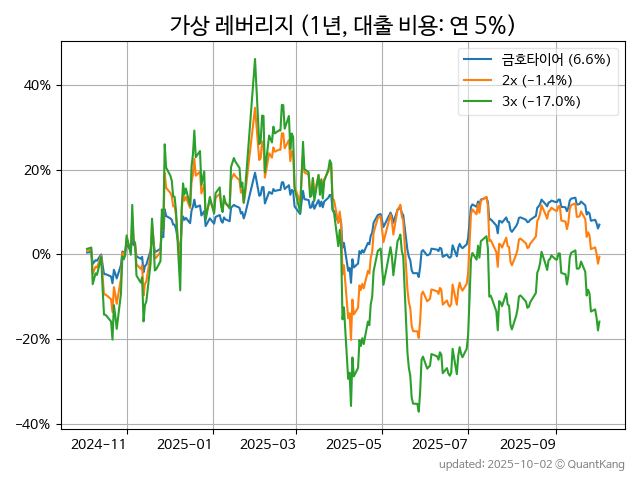 가상 레버리지 (1년, 대출 비용: 연 5%)
금호타이어 (6.6%)
2x (−1.4%)
3x (−17.0%)
40%
20%
0%
−20%
−40%
2024-11 2025-01 2025-03 2025-05 2025-07 2025-09
updated: 2025-10-02 © QuantKang